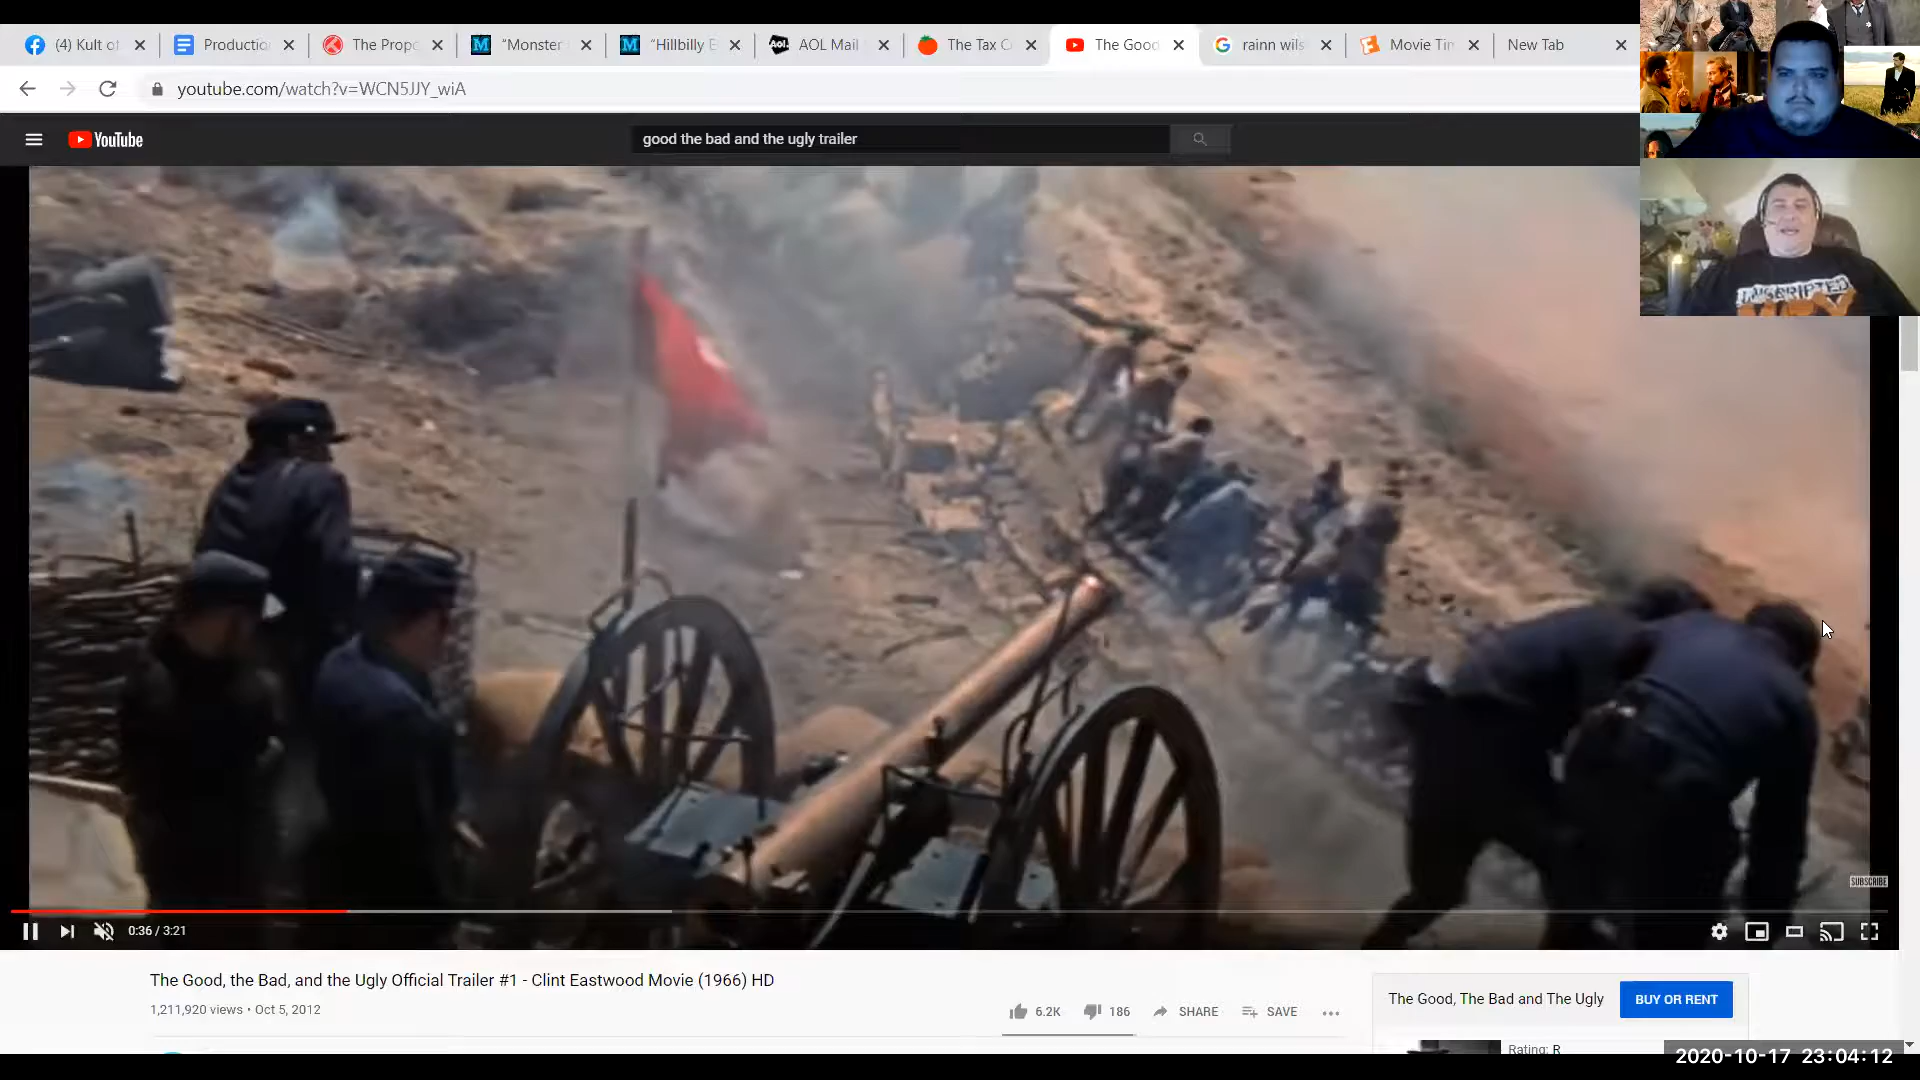 (4) Kult of
Productio
The Propo
"Monster
"Hillbilly E
AOL Mail
The Tax C
The Good
rainn wils
Movie Tim
New Tab
youtube.com/watch?v=WCN5JJY_wiA
YouTube
good the bad and the ugly trailer
UNSCRIPTED
SUBSCRIBE
0:36 / 3:21
The Good, the Bad, and the Ugly Official Trailer #1 - Clint Eastwood Movie (1966) HD
1,211,920 views • Oct 5, 2012
6.2K
186
SHARE
SAVE
The Good, The Bad and The Ugly
BUY OR RENT
Rating: R
2020-10-17 23:04:12